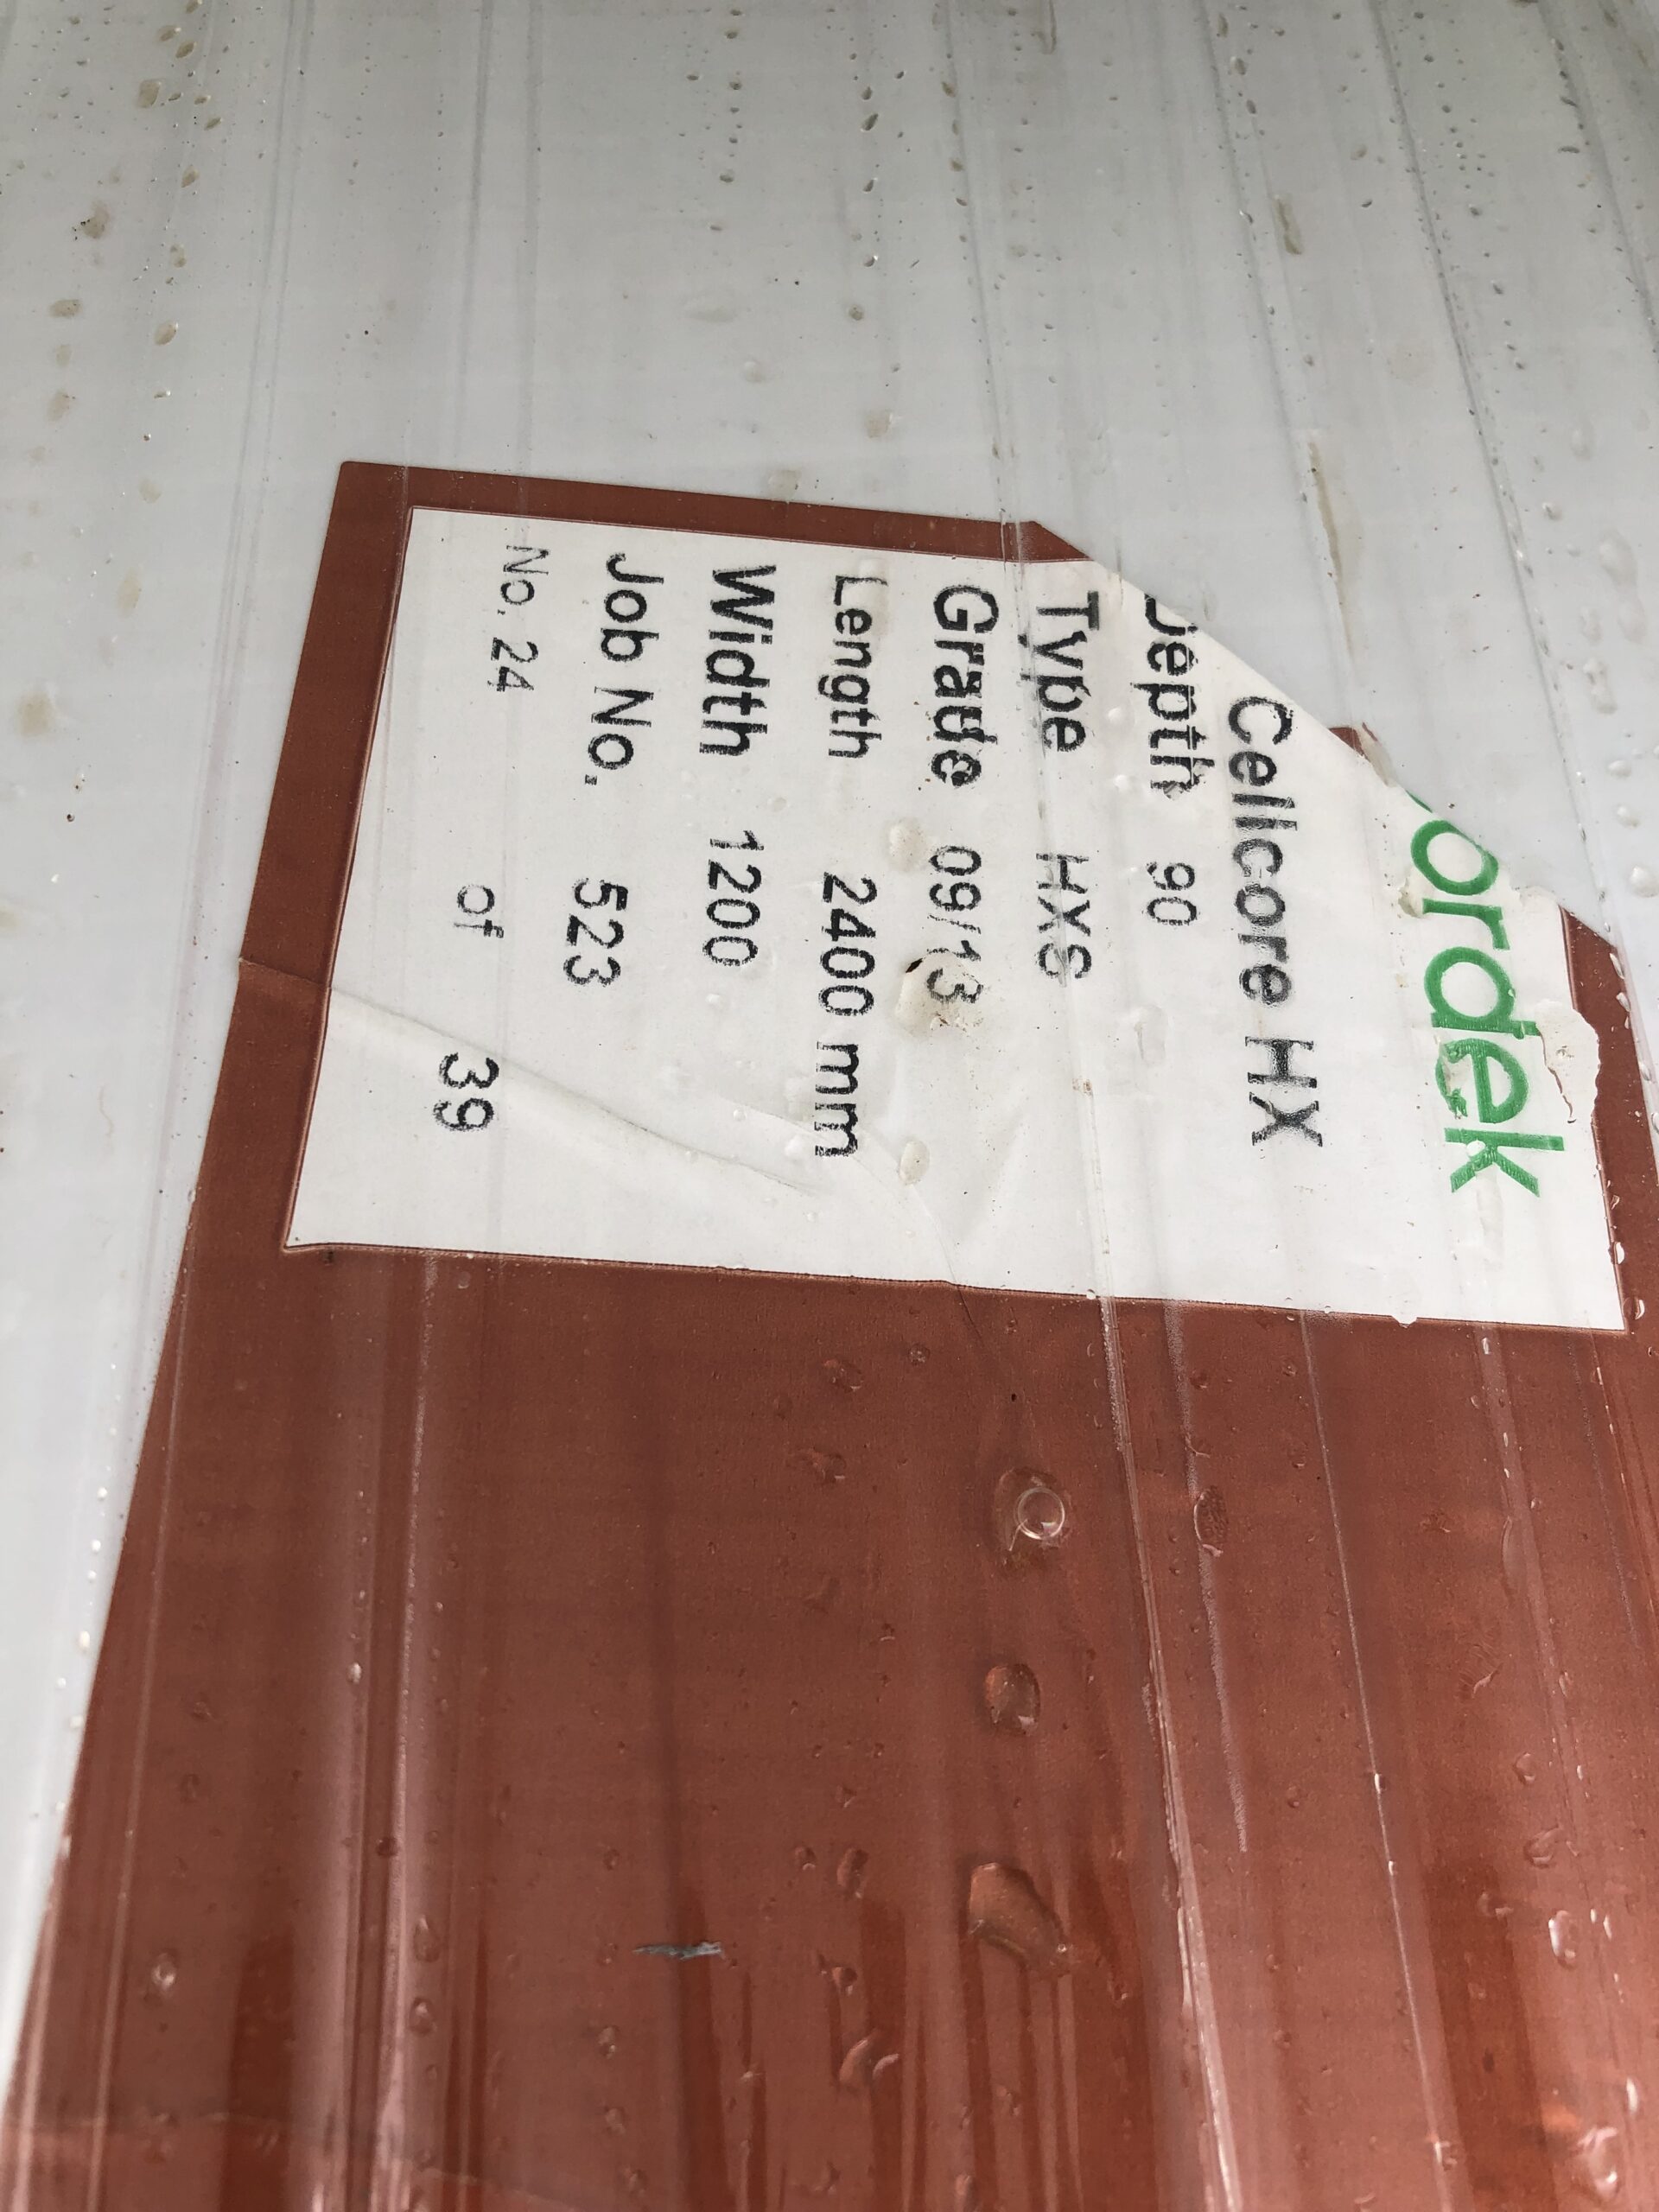 ordek
Cellcore HX
Depth 90
Type HXS
Grade 09/13
Length 2400 mm
Width 1200
Job No. 523
No. 24 of 39